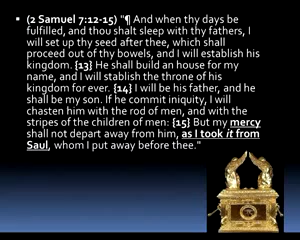 • (2 Samuel 7:12-15) "¶ And when thy days be
fulfilled, and thou shalt sleep with thy fathers, I
will set up thy seed after thee, which shall
proceed out of thy bowels, and I will establish his
kingdom. {13} He shall build an house for my
name, and I will stablish the throne of his
kingdom for ever. {14} I will be his father, and he
shall be my son. If he commit iniquity, I will
chasten him with the rod of men, and with the
stripes of the children of men: {15} But my mercy
shall not depart away from him, as I took it from
Saul, whom I put away before thee."